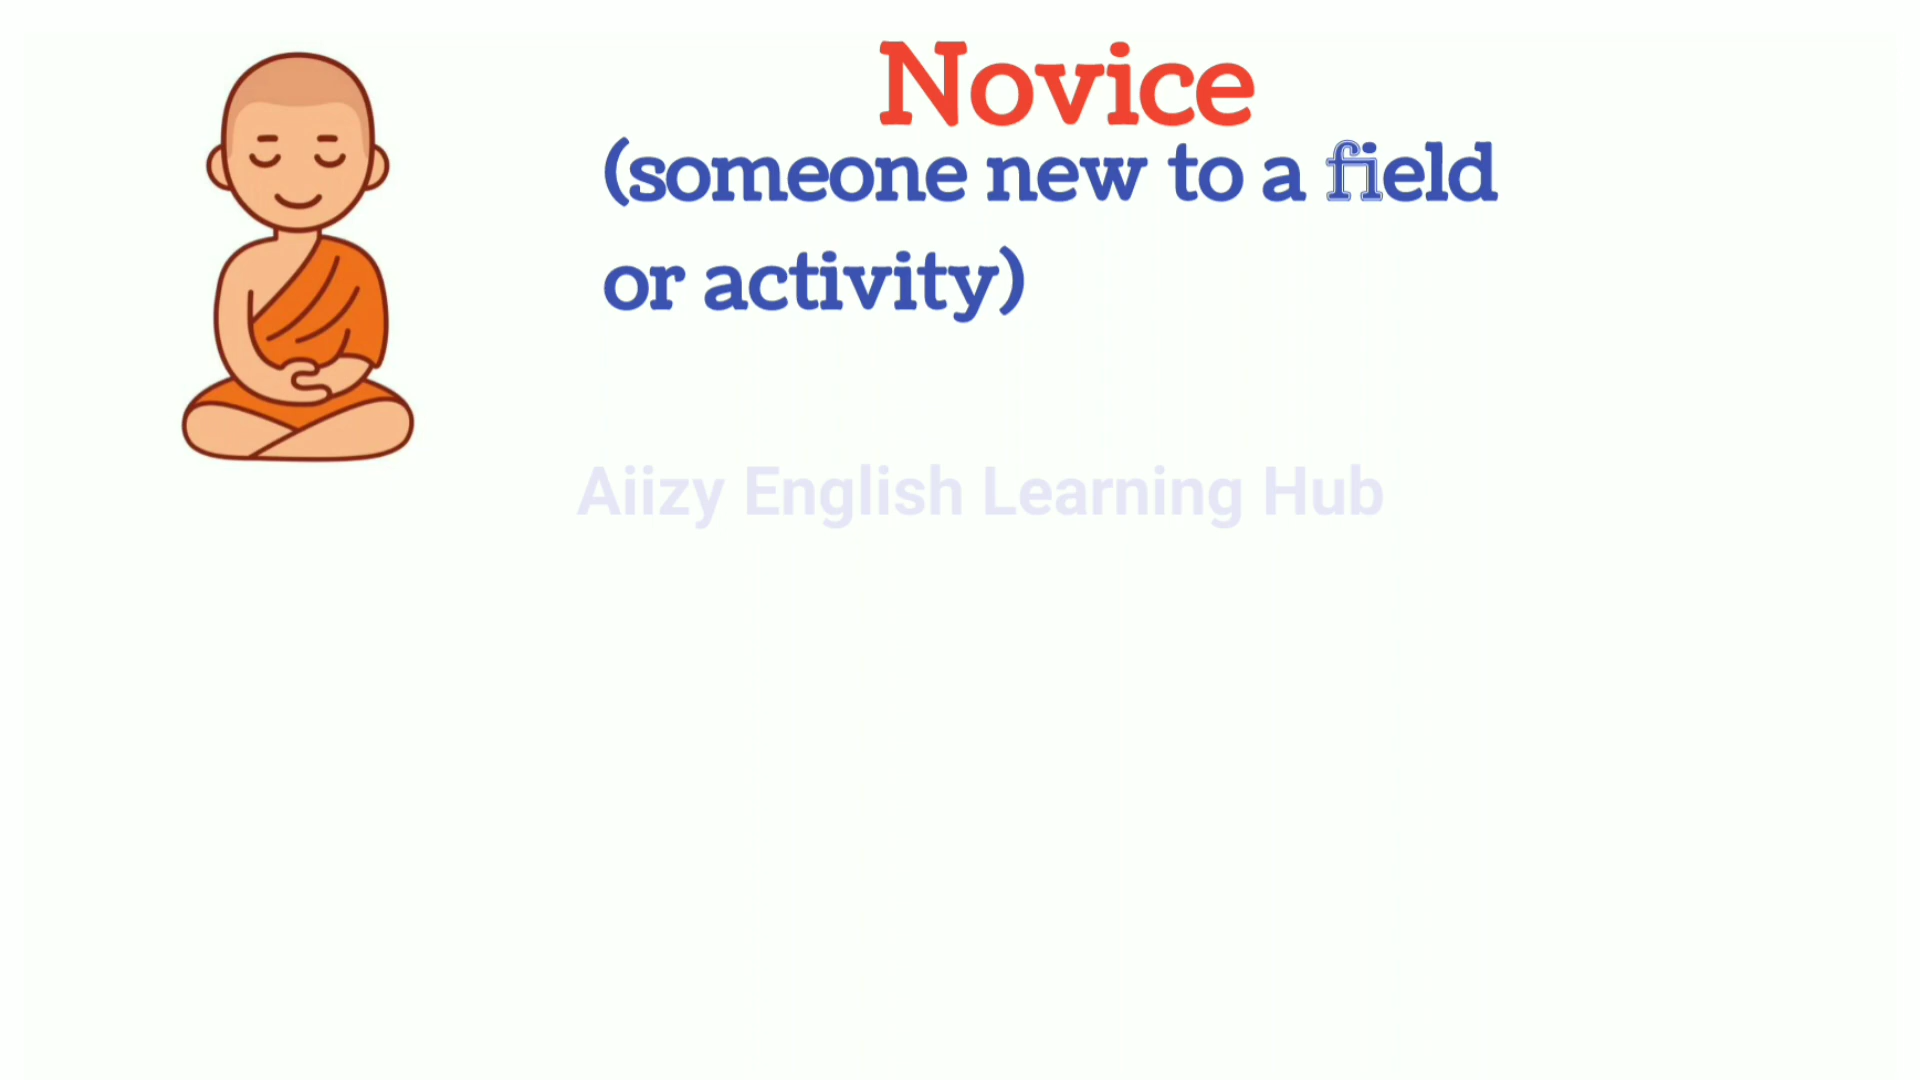 Novice
(someone new to a field
or activity)
Aiizy English Learning Hub